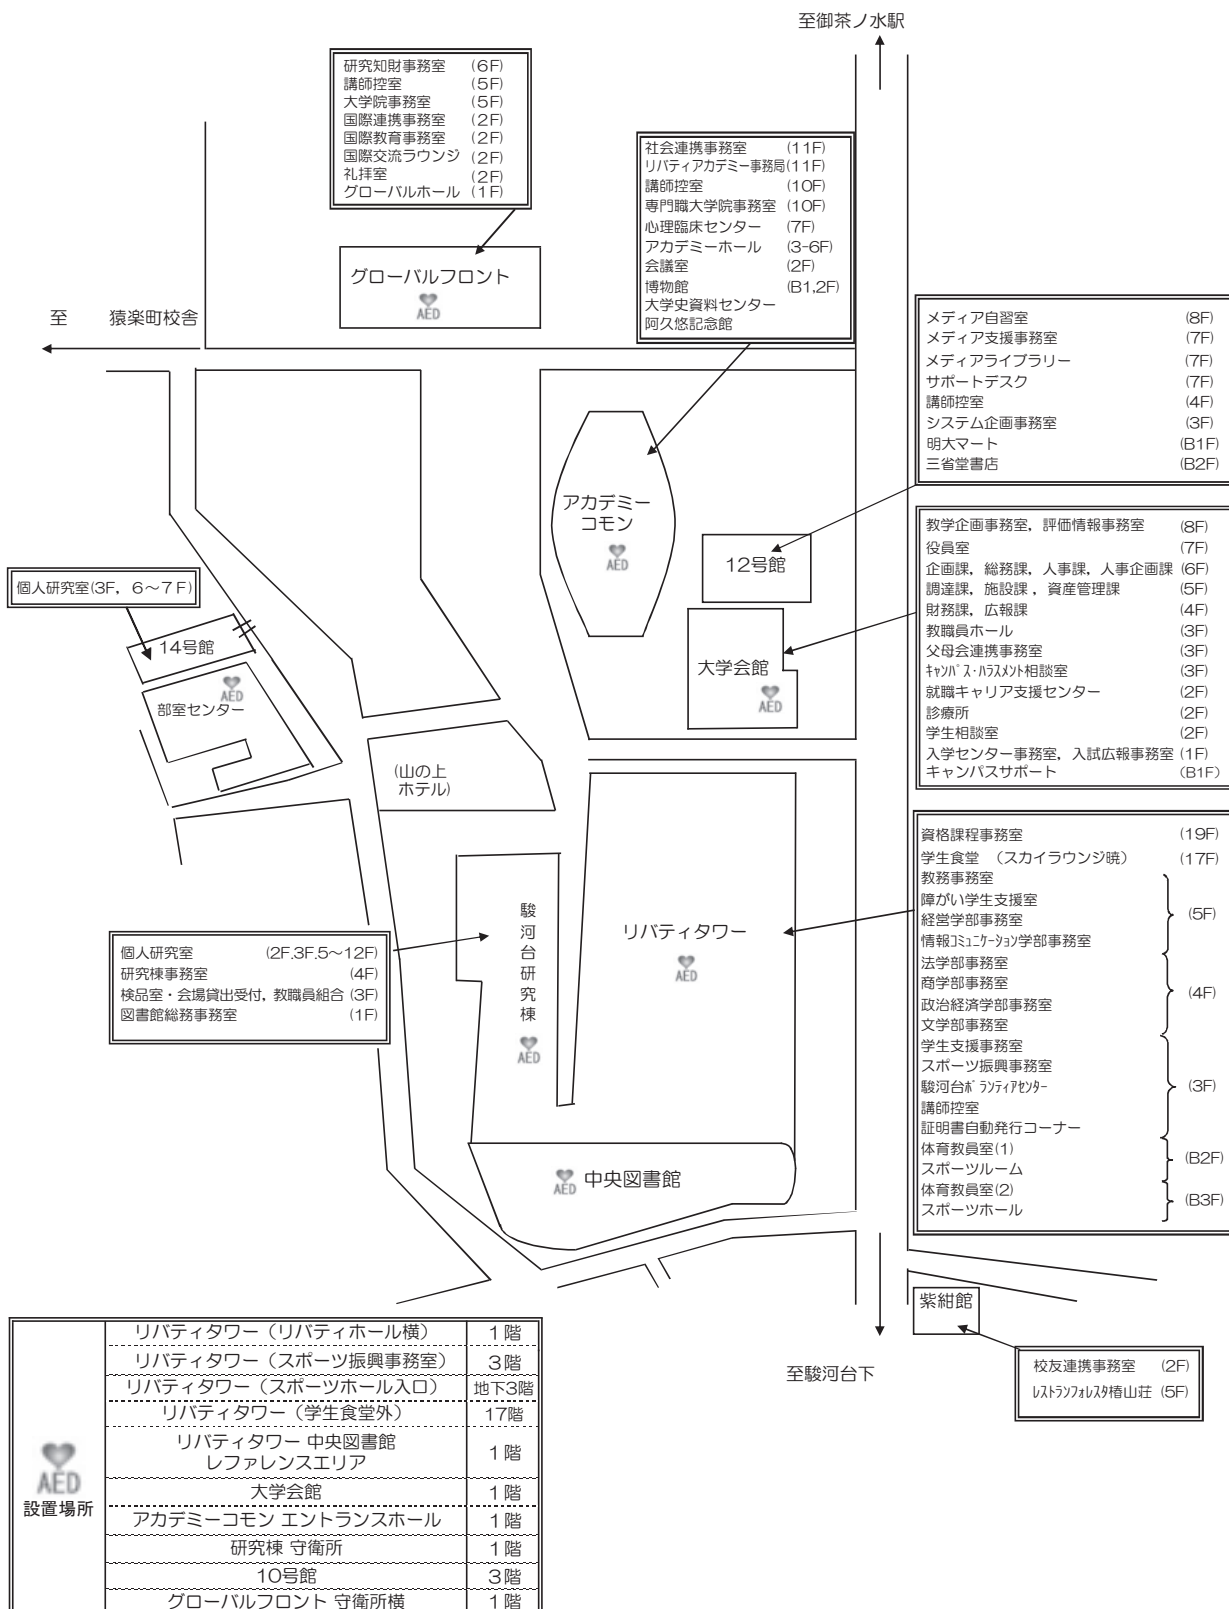 至御茶ノ水駅
研究知財事務室 (6F)
講師控室 (5F)
大学院事務室 (5F)
国際連携事務室 (2F)
国際教育事務室 (2F)
国際交流ラウンジ (2F)
礼拝室 (2F)
グローバルホール (1F)
社会連携事務室 (11F)
リバティアカデミー事務局(11F)
講師控室 (10F)
専門職大学院事務室 (10F)
心理臨床センター (7F)
アカデミーホール (3-6F)
会議室 (2F)
博物館 (B1,2F)
大学史資料センター
阿久悠記念館
グローバルフロント
AED
至 猿楽町校舎
メディア自習室 (8F)
メディア支援事務室 (7F)
メディアライブラリー (7F)
サポートデスク (7F)
講師控室 (4F)
システム企画事務室 (3F)
明大マート (B1F)
三省堂書店 (B2F)
アカデミー
コモン
AED
12号館
教学企画事務室，評価情報事務室 (8F)
役員室 (7F)
企画課，総務課，人事課，人事企画課 (6F)
調達課，施設課，資産管理課 (5F)
財務課，広報課 (4F)
教職員ホール (3F)
父母会連携事務室 (3F)
ｷｬﾝﾊﾟｽ･ﾊﾗｽﾒﾝﾄ相談室 (3F)
就職キャリア支援センター (2F)
診療所 (2F)
学生相談室 (2F)
入学センター事務室，入試広報事務室 (1F)
キャンパスサポート (B1F)
個人研究室(3F，6～7F)
14号館
AED
部室センター
大学会館
AED
(山の上
ホテル)
資格課程事務室 (19F)
学生食堂 （スカイラウンジ暁） (17F)
教務事務室
障がい学生支援室
経営学部事務室
情報ｺﾐｭﾆｹｰｼｮﾝ学部事務室
(5F)
法学部事務室
商学部事務室
政治経済学部事務室
文学部事務室
(4F)
学生支援事務室
スポーツ振興事務室
駿河台ﾎﾞﾗﾝﾃｨｱｾﾝﾀｰ
講師控室
証明書自動発行コーナー
(3F)
体育教員室(1)
スポーツルーム
(B2F)
体育教員室(2)
スポーツホール
(B3F)
個人研究室 (2F.3F.5～12F)
研究棟事務室 (4F)
検品室・会場貸出受付，教職員組合 (3F)
図書館総務事務室 (1F)
駿河台研究棟
AED
リバティタワー
AED
AED 中央図書館
紫紺館
至駿河台下
校友連携事務室 (2F)
ﾚｽﾄﾗﾝﾌｫﾚｽﾀ椿山荘 (5F)
AED
設置場所
リバティタワー（リバティホール横） 1階
リバティタワー（スポーツ振興事務室） 3階
リバティタワー（スポーツホール入口） 地下3階
リバティタワー（学生食堂外） 17階
リバティタワー 中央図書館
レファレンスエリア 1階
大学会館 1階
アカデミーコモン エントランスホール 1階
研究棟 守衛所 1階
10号館 3階
グローバルフロント 守衛所横 1階